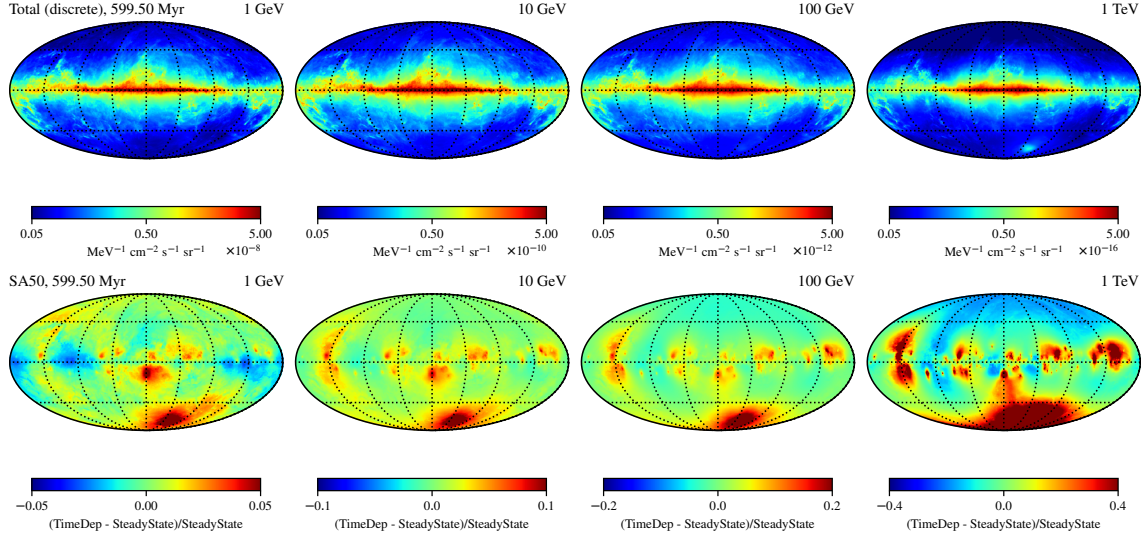 Total (discrete), 599.50 Myr 1 GeV 10 GeV 100 GeV 1 TeV
0.05 0.50 5.00 0.05 0.50 5.00 0.05 0.50 5.00 0.05 0.50 5.00
MeV⁻¹ cm⁻² s⁻¹ sr⁻¹ ×10⁻⁸ MeV⁻¹ cm⁻² s⁻¹ sr⁻¹ ×10⁻¹⁰ MeV⁻¹ cm⁻² s⁻¹ sr⁻¹ ×10⁻¹² MeV⁻¹ cm⁻² s⁻¹ sr⁻¹ ×10⁻¹⁶
SA50, 599.50 Myr 1 GeV 10 GeV 100 GeV 1 TeV
−0.05 0.00 0.05 −0.1 0.0 0.1 −0.2 0.0 0.2 −0.4 0.0 0.4
(TimeDep - SteadyState)/SteadyState (TimeDep - SteadyState)/SteadyState (TimeDep - SteadyState)/SteadyState (TimeDep - SteadyState)/SteadyState